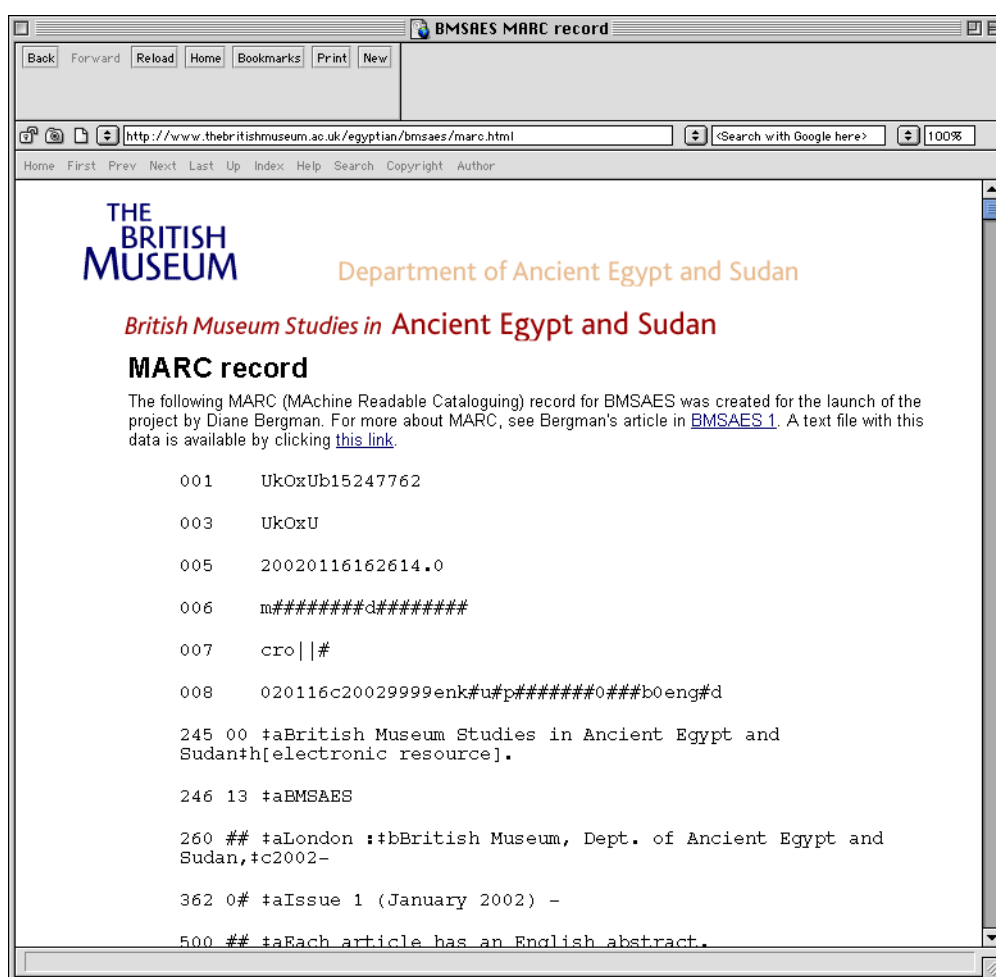 BMSAES MARC record
Back Forward Reload Home Bookmarks Print New
http://www.thebritishmuseum.ac.uk/egyptian/bmsaes/marc.html <Search with Google here> 100%
Home First Prev Next Last Up Index Help Search Copyright Author
THE
BRITISH
MUSEUM
Department of Ancient Egypt and Sudan
British Museum Studies in Ancient Egypt and Sudan
MARC record
The following MARC (MAchine Readable Cataloguing) record for BMSAES was created for the launch of the
project by Diane Bergman. For more about MARC, see Bergman's article in BMSAES 1. A text file with this
data is available by clicking this link.
001 UkOxUb15247762
003 UkOxU
005 20020116162614.0
006 m########d########
007 cro||#
008 020116c20029999enk#u#p#######0###b0eng#d
245 00 ‡aBritish Museum Studies in Ancient Egypt and
Sudan‡h[electronic resource].
246 13 ‡aBMSAES
260 ## ‡aLondon :‡bBritish Museum, Dept. of Ancient Egypt and
Sudan,‡c2002-
362 0# ‡aIssue 1 (January 2002) -
500 ## ‡aEach article has an English abstract.